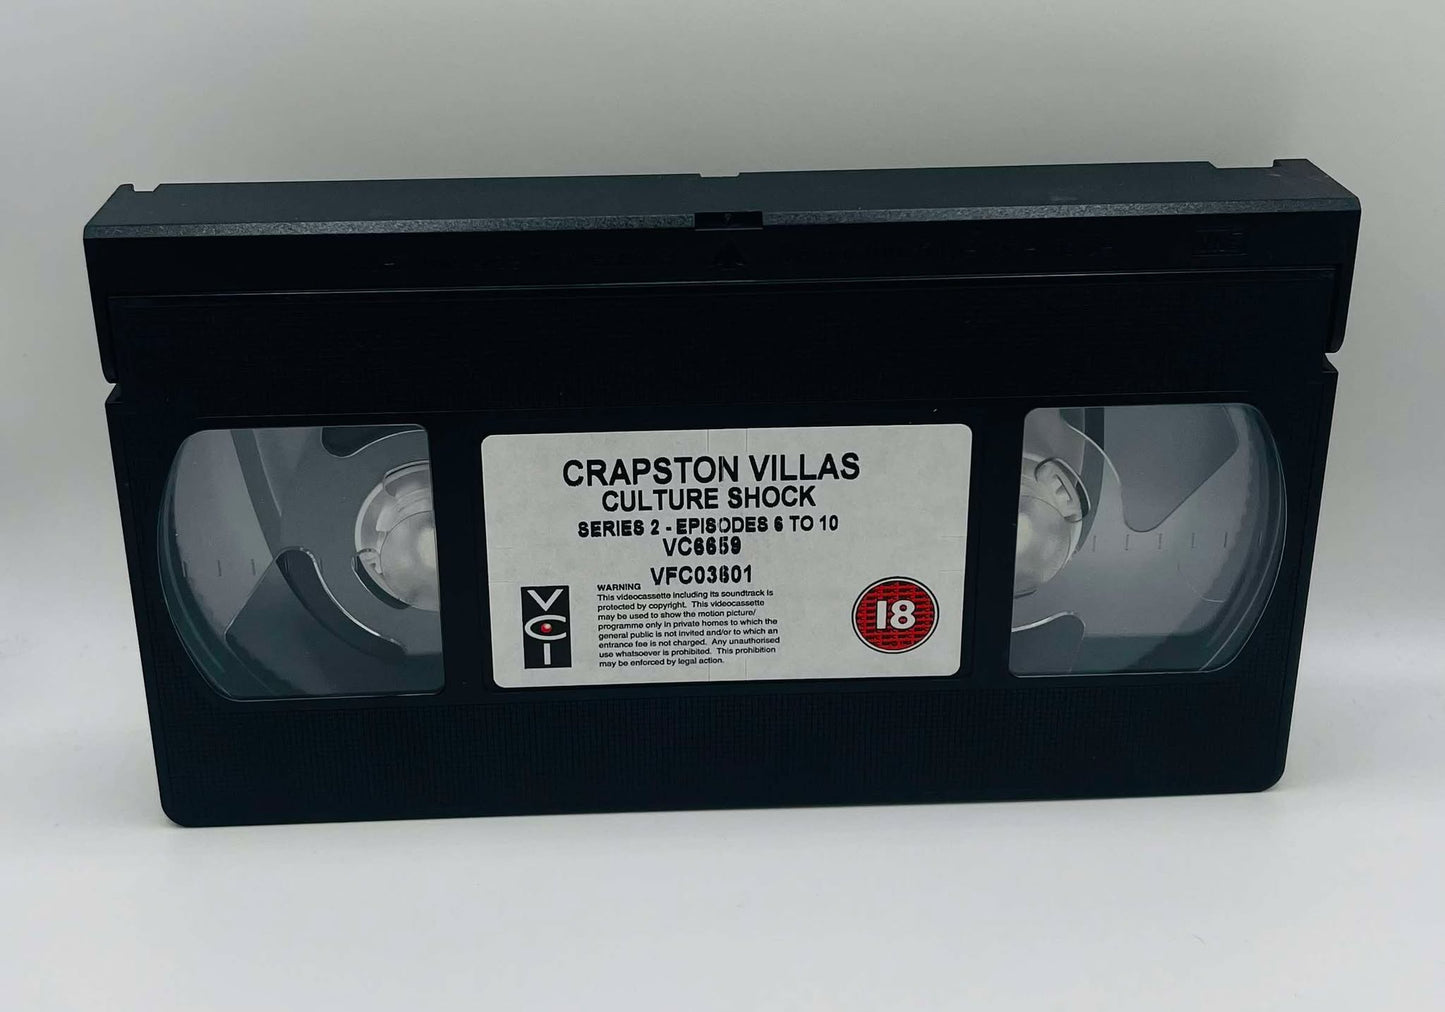 CRAPSTON VILLAS
CULTURE SHOCK
SERIES 2 - EPISODES 6 TO 10
VC6659
VFC03601
VCI
WARNING
This videocassette including its soundtrack is
protected by copyright. This videocassette
may be used to show the motion picture/
programme only in private homes to which the
general public is not invited and/or to which an
entrance fee is not charged. Any unauthorised
use whatsoever is prohibited. This prohibition
may be enforced by legal action.
18